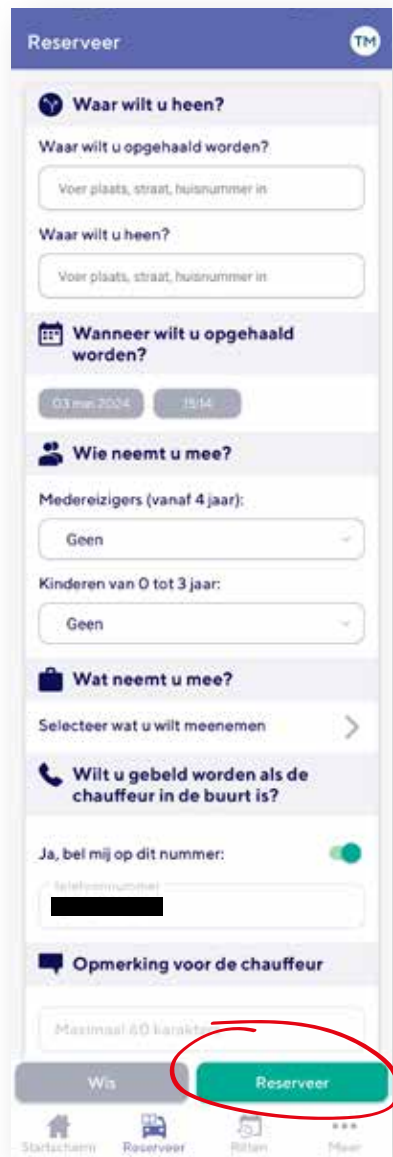 Reserveer
TM
Waar wilt u heen?
Waar wilt u opgehaald worden?
Voer plaats, straat, huisnummer in
Waar wilt u heen?
Voer plaats, straat, huisnummer in
Wanneer wilt u opgehaald
worden?
03 mei 2024
15:14
Wie neemt u mee?
Medereizigers (vanaf 4 jaar):
Geen
Kinderen van 0 tot 3 jaar:
Geen
Wat neemt u mee?
Selecteer wat u wilt meenemen
Wilt u gebeld worden als de
chauffeur in de buurt is?
Ja, bel mij op dit nummer:
Telefoonnummer
Opmerking voor de chauffeur
Maximaal 60 karakte
Wis
Reserveer
Startscherm
Reserveer
Ritten
Meer